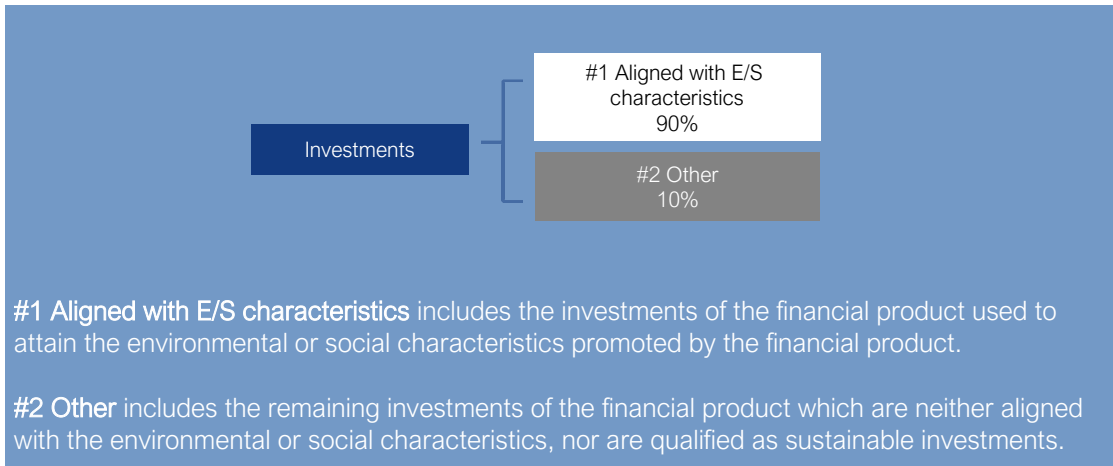 #1 Aligned with E/S
characteristics
90%
Investments
#2 Other
10%
#1 Aligned with E/S characteristics includes the investments of the financial product used to
attain the environmental or social characteristics promoted by the financial product.
#2 Other includes the remaining investments of the financial product which are neither aligned
with the environmental or social characteristics, nor are qualified as sustainable investments.